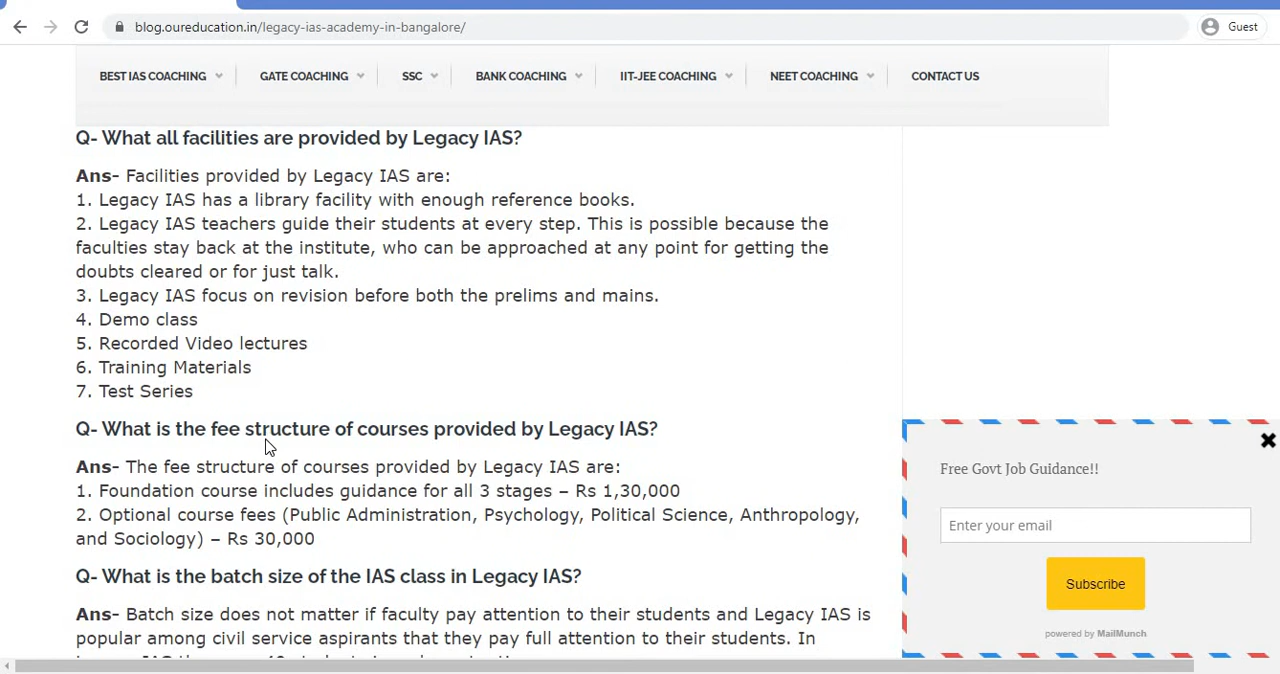 blog.oureducation.in/legacy-ias-academy-in-bangalore/
Guest
BEST IAS COACHING
GATE COACHING
SSC
BANK COACHING
IIT-JEE COACHING
NEET COACHING
CONTACT US
Q- What all facilities are provided by Legacy IAS?
Ans- Facilities provided by Legacy IAS are:
1. Legacy IAS has a library facility with enough reference books.
2. Legacy IAS teachers guide their students at every step. This is possible because the
faculties stay back at the institute, who can be approached at any point for getting the
doubts cleared or for just talk.
3. Legacy IAS focus on revision before both the prelims and mains.
4. Demo class
5. Recorded Video lectures
6. Training Materials
7. Test Series
Q- What is the fee structure of courses provided by Legacy IAS?
Ans- The fee structure of courses provided by Legacy IAS are:
1. Foundation course includes guidance for all 3 stages – Rs 1,30,000
2. Optional course fees (Public Administration, Psychology, Political Science, Anthropology,
and Sociology) – Rs 30,000
Q- What is the batch size of the IAS class in Legacy IAS?
Ans- Batch size does not matter if faculty pay attention to their students and Legacy IAS is
popular among civil service aspirants that they pay full attention to their students. In
Free Govt Job Guidance!!
Enter your email
Subscribe
powered by MailMunch